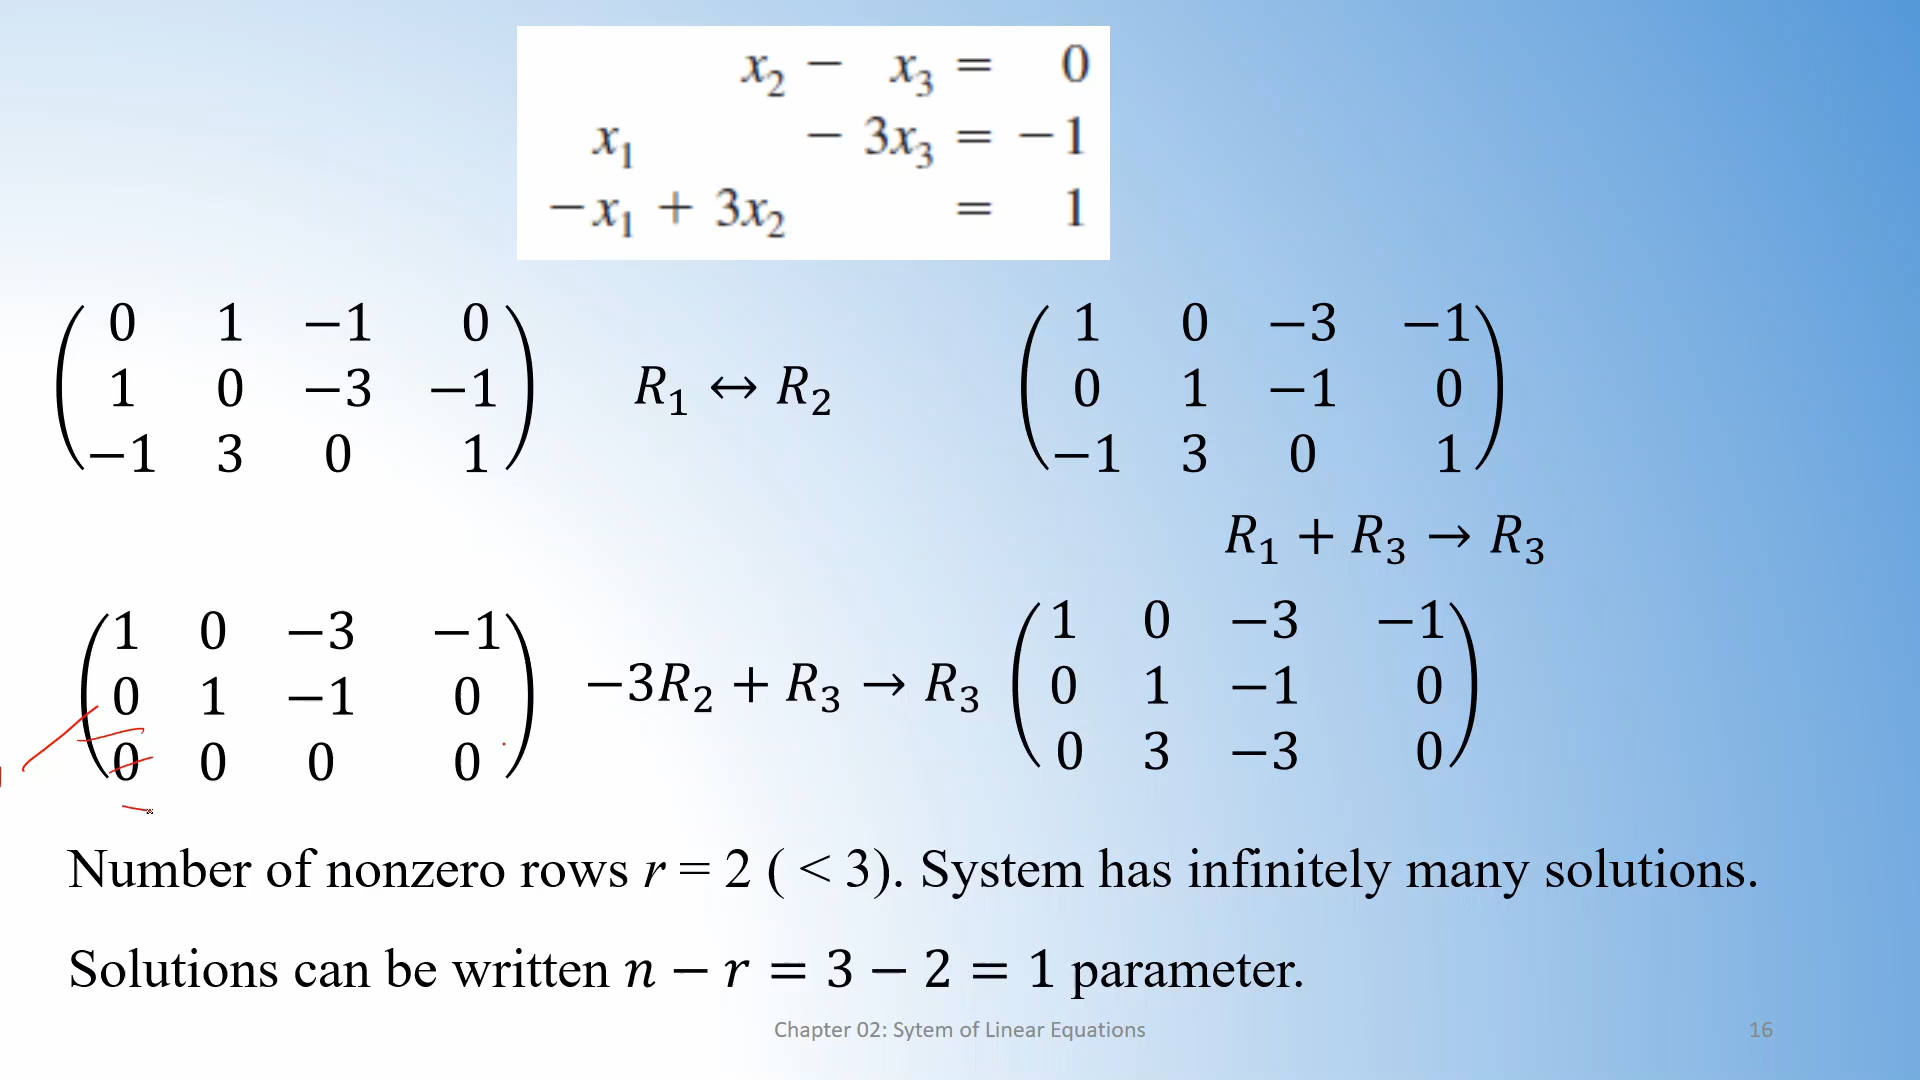 x₂ − x₃ = 0
x₁ − 3x₃ = −1
−x₁ + 3x₂ = 1
0 1 −1 0
1 0 −3 −1
−1 3 0 1
R₁ ↔ R₂
1 0 −3 −1
0 1 −1 0
−1 3 0 1
R₁ + R₃ → R₃
1 0 −3 −1
0 1 −1 0
0 0 0 0
−3R₂ + R₃ → R₃
1 0 −3 −1
0 1 −1 0
0 3 −3 0
Number of nonzero rows r = 2 ( < 3). System has infinitely many solutions.
Solutions can be written n − r = 3 − 2 = 1 parameter.
Chapter 02: Sytem of Linear Equations
16